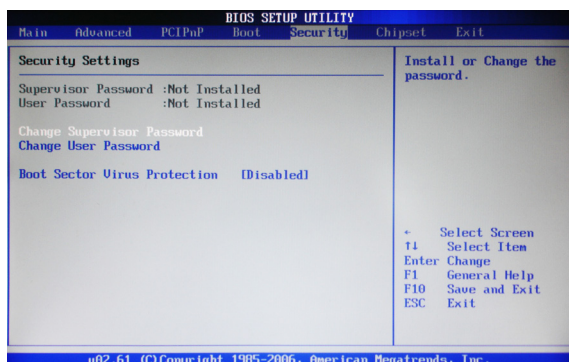 BIOS SETUP UTILITY
Main Advanced PCIPnP Boot Security Chipset Exit
Security Settings
Supervisor Password :Not Installed
User Password :Not Installed
Change Supervisor Password
Change User Password
Boot Sector Virus Protection [Disabled]
Install or Change the
password.
← Select Screen
↑↓ Select Item
Enter Change
F1 General Help
F10 Save and Exit
ESC Exit
v02.61 (C)Copyright 1985-2006, American Megatrends, Inc.